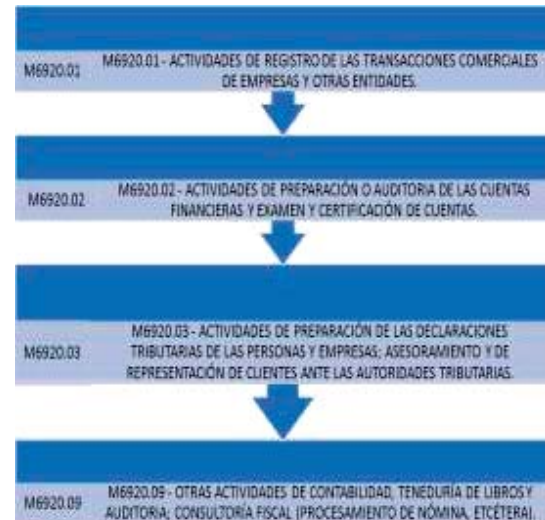 M6920.01
M6920.01 - ACTIVIDADES DE REGISTRO DE LAS TRANSACCIONES COMERCIALES
DE EMPRESAS Y OTRAS ENTIDADES.
M6920.02
M6920.02 - ACTIVIDADES DE PREPARACIÓN O AUDITORIA DE LAS CUENTAS
FINANCIERAS Y EXAMEN Y CERTIFICACIÓN DE CUENTAS.
M6920.03
M6920.03 - ACTIVIDADES DE PREPARACIÓN DE LAS DECLARACIONES
TRIBUTARIAS DE LAS PERSONAS Y EMPRESAS; ASESORAMIENTO Y DE
REPRESENTACIÓN DE CLIENTES ANTE LAS AUTORIDADES TRIBUTARIAS.
M6920.09
M6920.09 - OTRAS ACTIVIDADES DE CONTABILIDAD, TENEDURÍA DE LIBROS Y
AUDITORIA; CONSULTORÍA FISCAL (PROCESAMIENTO DE NÓMINA, ETCÉTERA).